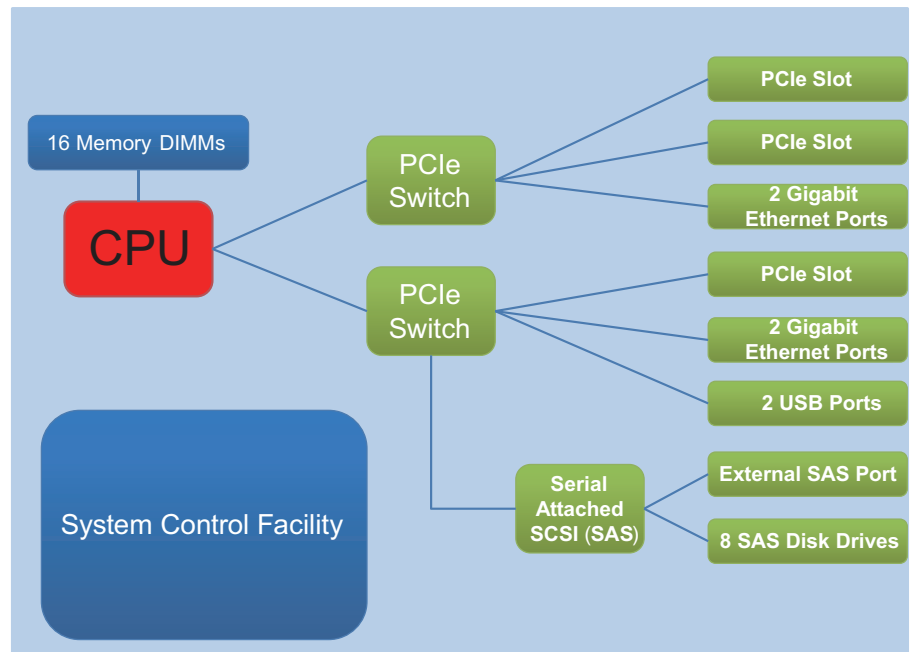 PCIe Slot
16 Memory DIMMs
PCIe
Switch
PCIe Slot
2 Gigabit
Ethernet Ports
CPU
PCIe
Switch
PCIe Slot
2 Gigabit
Ethernet Ports
2 USB Ports
System Control Facility
Serial
Attached
SCSI (SAS)
External SAS Port
8 SAS Disk Drives